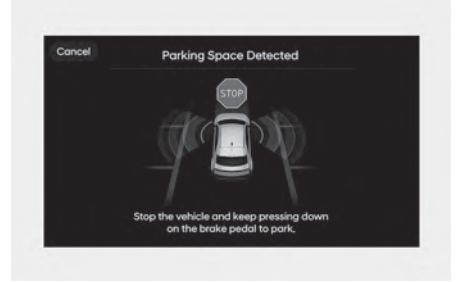 Cancel
Parking Space Detected
STOP
Stop the vehicle and keep pressing down
on the brake pedal to park.